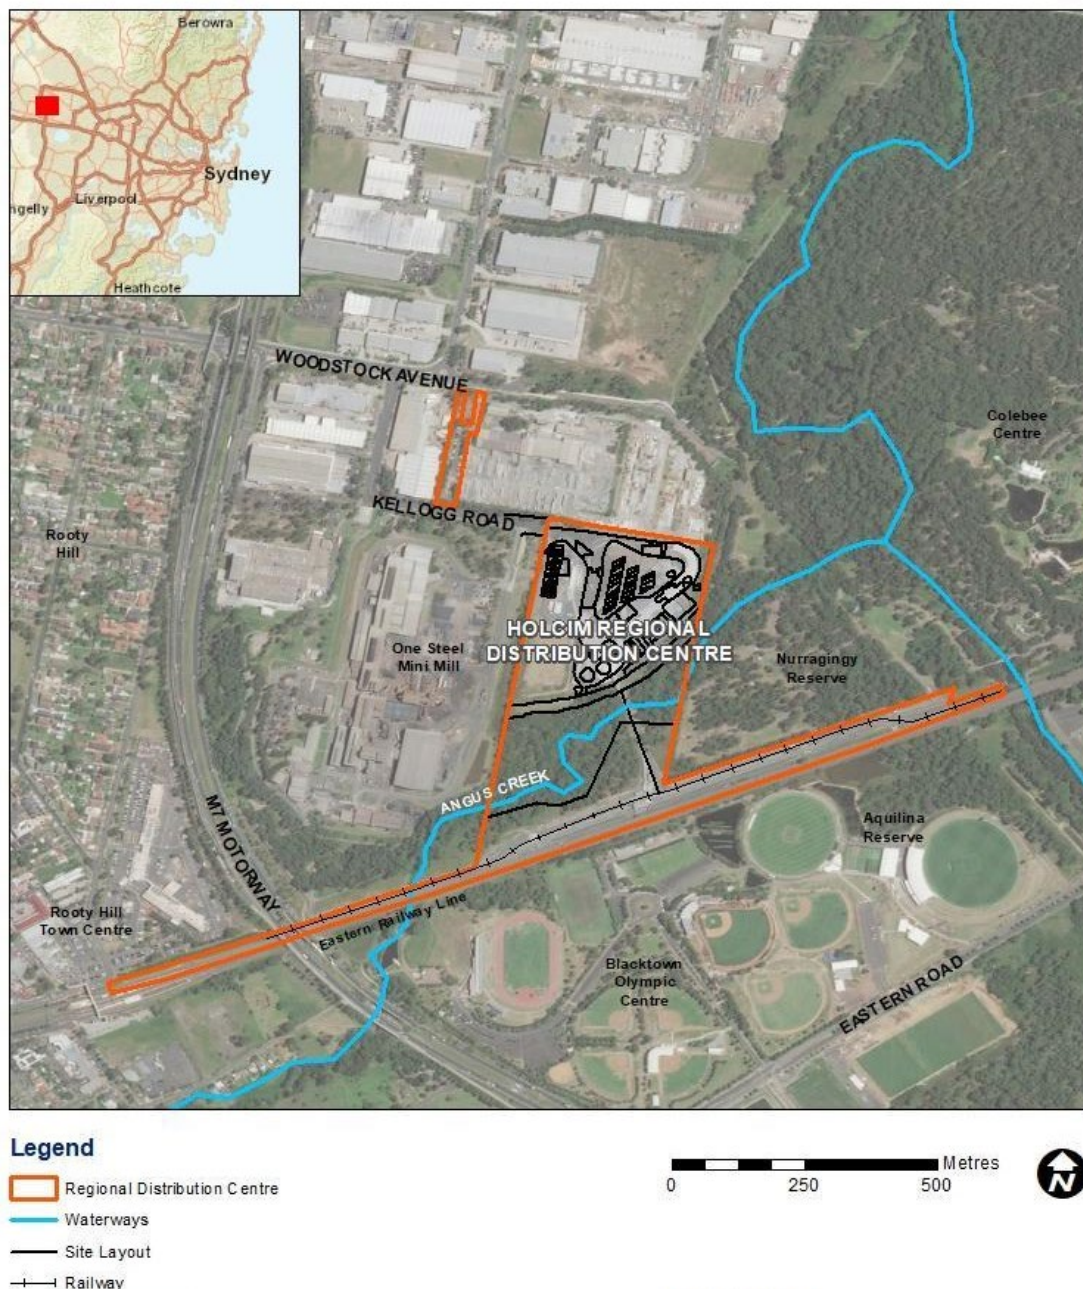 Berowra
Sydney
Liverpool
ngelly
Heathcote
WOODSTOCK AVENUE
Colebee
Centre
KELLOGG ROAD
Rooty
Hill
HOLCIM REGIONAL
DISTRIBUTION CENTRE
One Steel
Mini Mill
Nurragingy
Reserve
ANGUS CREEK
M7 MOTORWAY
Aquilina
Reserve
Rooty Hill
Town Centre
Eastern Railway Line
Blacktown
Olympic
Centre
EASTERN ROAD
Legend
Regional Distribution Centre
Waterways
Site Layout
Railway
Metres
0 250 500
N